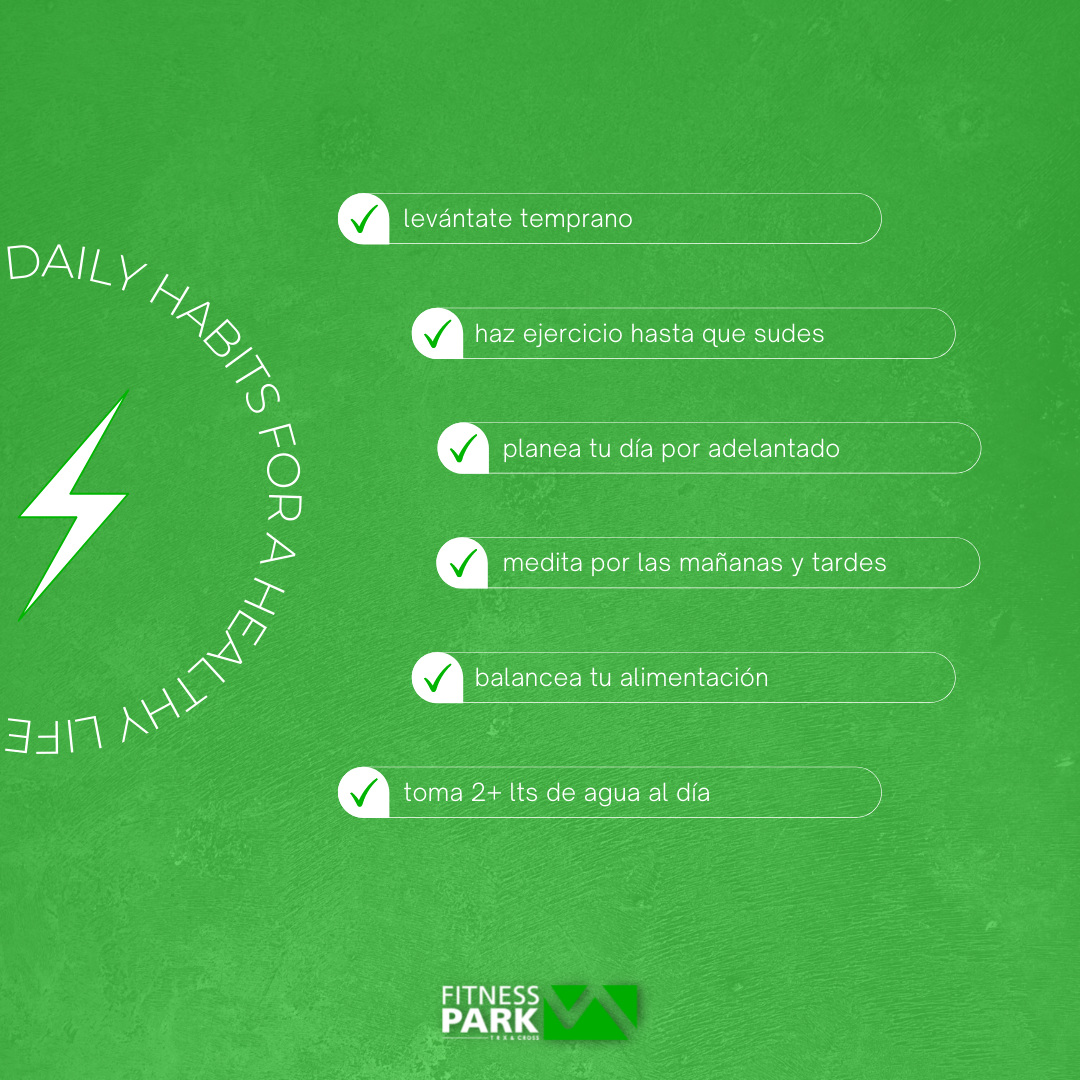 DAILY HABITS FOR A HEALTHY LIFE
levántate temprano
haz ejercicio hasta que sudes
planea tu día por adelantado
medita por las mañanas y tardes
balancea tu alimentación
toma 2+ lts de agua al día
FITNESS
PARK
TRX & CROSS